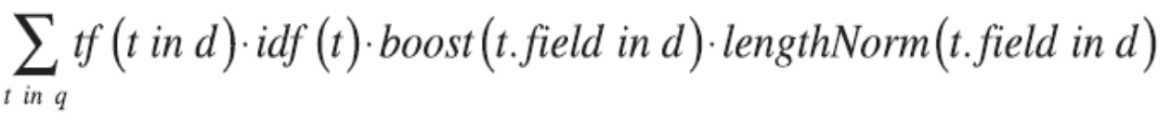 ∑ tf (t in d)·idf (t)·boost(t.field in d)·lengthNorm(t.field in d)
t in q